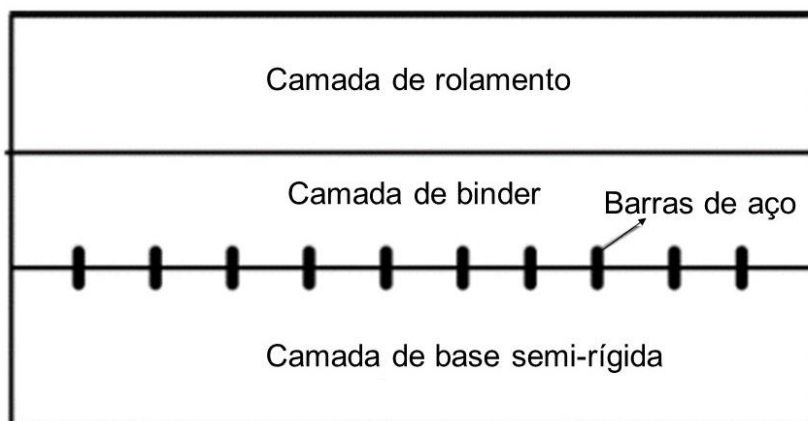 Camada de rolamento
Camada de binder
Barras de aço
Camada de base semi-rígida